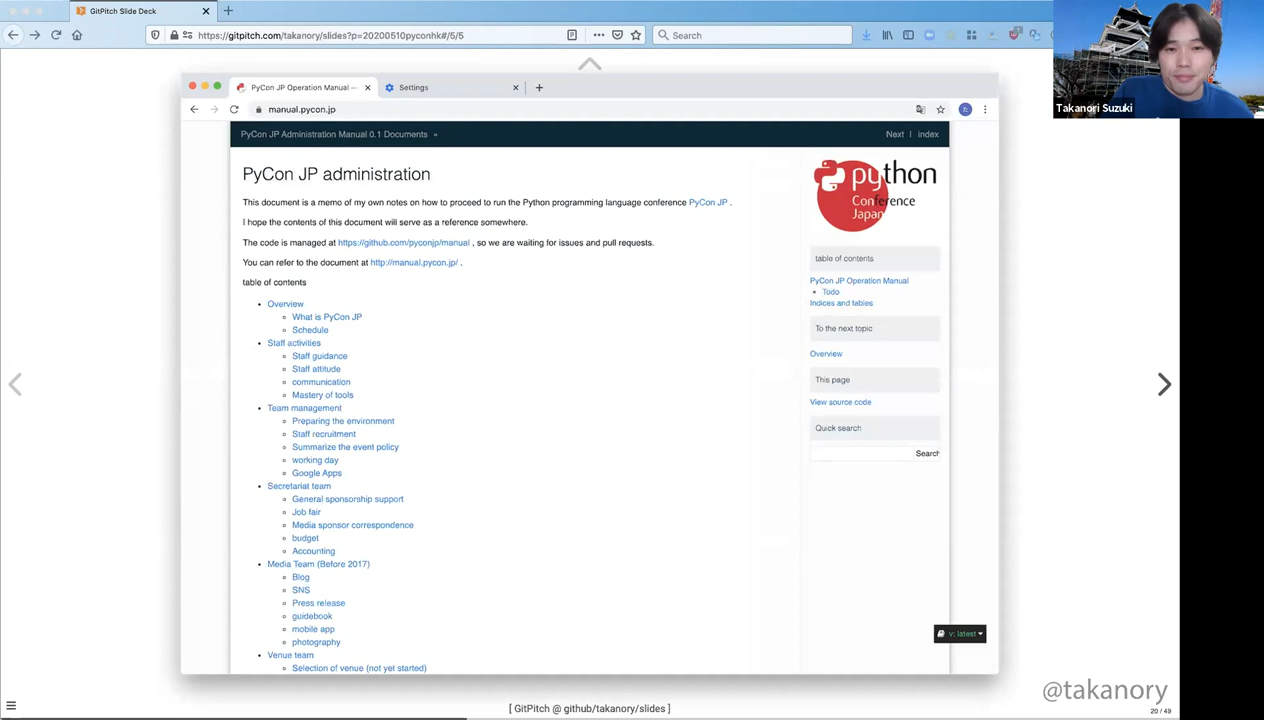 GitPitch Slide Deck
https://gitpitch.com/takanory/slides?p=20200510pyconhk#/5/5
Search
Takanori Suzuki
PyCon JP Operation Manual —
Settings
manual.pycon.jp
PyCon JP Administration Manual 0.1 Documents »
Next | index
PyCon JP administration
This document is a memo of my own notes on how to proceed to run the Python programming language conference PyCon JP .
I hope the contents of this document will serve as a reference somewhere.
The code is managed at https://github.com/pyconjp/manual , so we are waiting for issues and pull requests.
You can refer to the document at http://manual.pycon.jp/ .
table of contents
Overview
What is PyCon JP
Schedule
Staff activities
Staff guidance
Staff attitude
communication
Mastery of tools
Team management
Preparing the environment
Staff recruitment
Summarize the event policy
working day
Google Apps
Secretariat team
General sponsorship support
Job fair
Media sponsor correspondence
budget
Accounting
Media Team (Before 2017)
Blog
SNS
Press release
guidebook
mobile app
photography
Venue team
Selection of venue (not yet started)
python
Conference
Japan
table of contents
PyCon JP Operation Manual
Todo
Indices and tables
To the next topic
Overview
This page
View source code
Quick search
Search
v: latest
@takanory
[ GitPitch @ github/takanory/slides ]
20 / 49